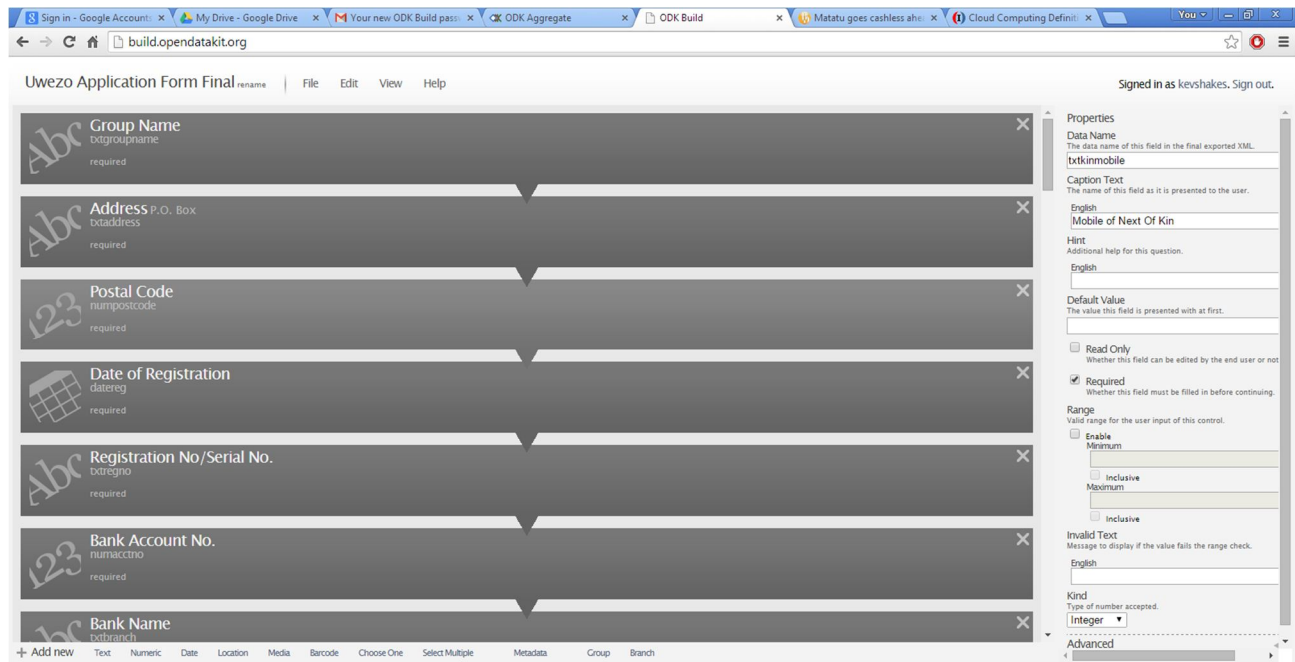 Sign in - Google Accounts
My Drive - Google Drive
Your new ODK Build passw
ODK Aggregate
ODK Build
Matatu goes cashless ahe
Cloud Computing Definiti
You
build.opendatakit.org
Uwezo Application Form Final rename
File Edit View Help
Signed in as kevshakes. Sign out.
Abc
Group Name
txtgroupname
required
Abc
Address P.O. Box
txtaddress
required
123
Postal Code
numpostcode
required
Date of Registration
datereg
required
Abc
Registration No/Serial No.
txtregno
required
123
Bank Account No.
numacctno
required
Abc
Bank Name
txtbranch
+ Add new Text Numeric Date Location Media Barcode Choose One Select Multiple Metadata Group Branch
Properties
Data Name
The data name of this field in the final exported XML.
txtkinmobile
Caption Text
The name of this field as it is presented to the user.
English
Mobile of Next Of Kin
Hint
Additional help for this question.
English
Default Value
The value this field is presented with at first.
Read Only
Whether this field can be edited by the end user or not
Required
Whether this field must be filled in before continuing.
Range
Valid range for the user input of this control.
Enable
Minimum
Inclusive
Maximum
Inclusive
Invalid Text
Message to display if the value fails the range check.
English
Kind
Type of number accepted.
Integer
Advanced